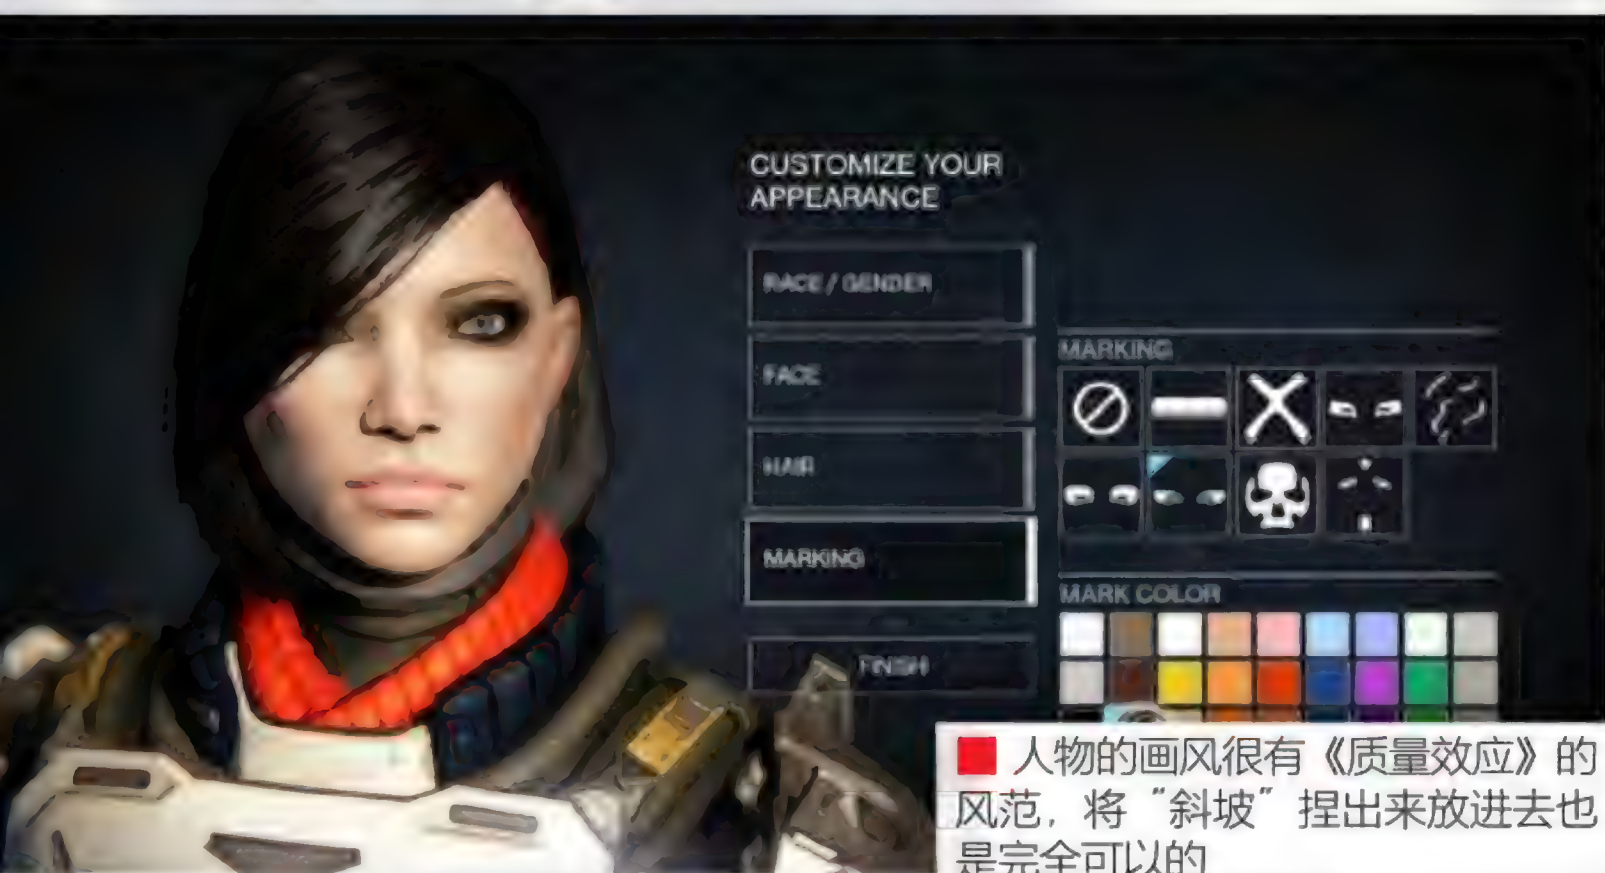 CUSTOMIZE YOUR
APPEARANCE
RACE / GENDER
FACE
HAIR
MARKING
FINISH
MARKING
MARK COLOR
人物的画风很有《质量效应》的
风范，将“斜坡”捏出来放进去也
是完全可以的